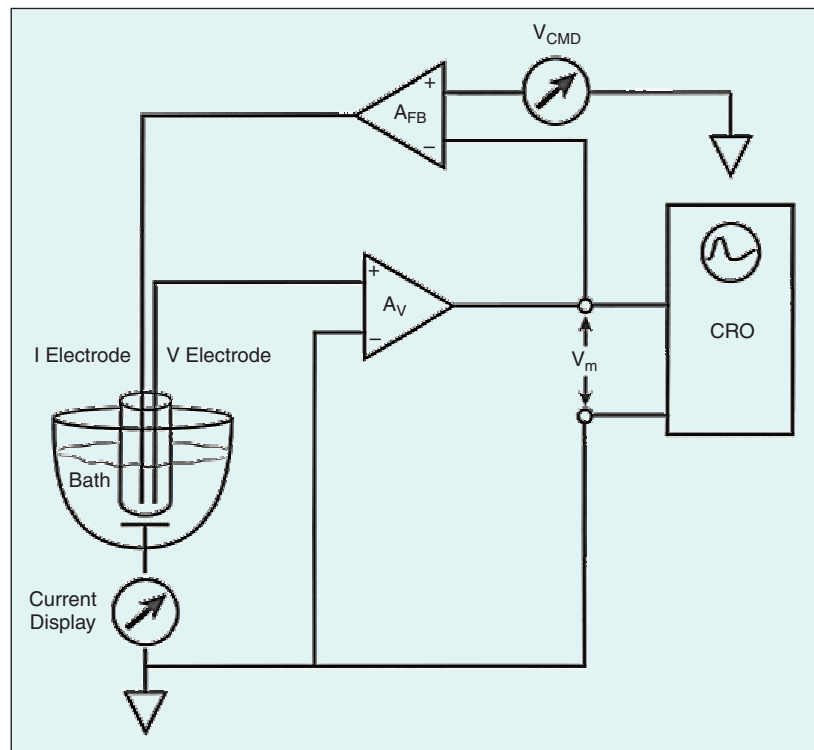 V_CMD
+
A_FB
−
+
A_V
−
I Electrode
V Electrode
V_m
CRO
Bath
Current
Display